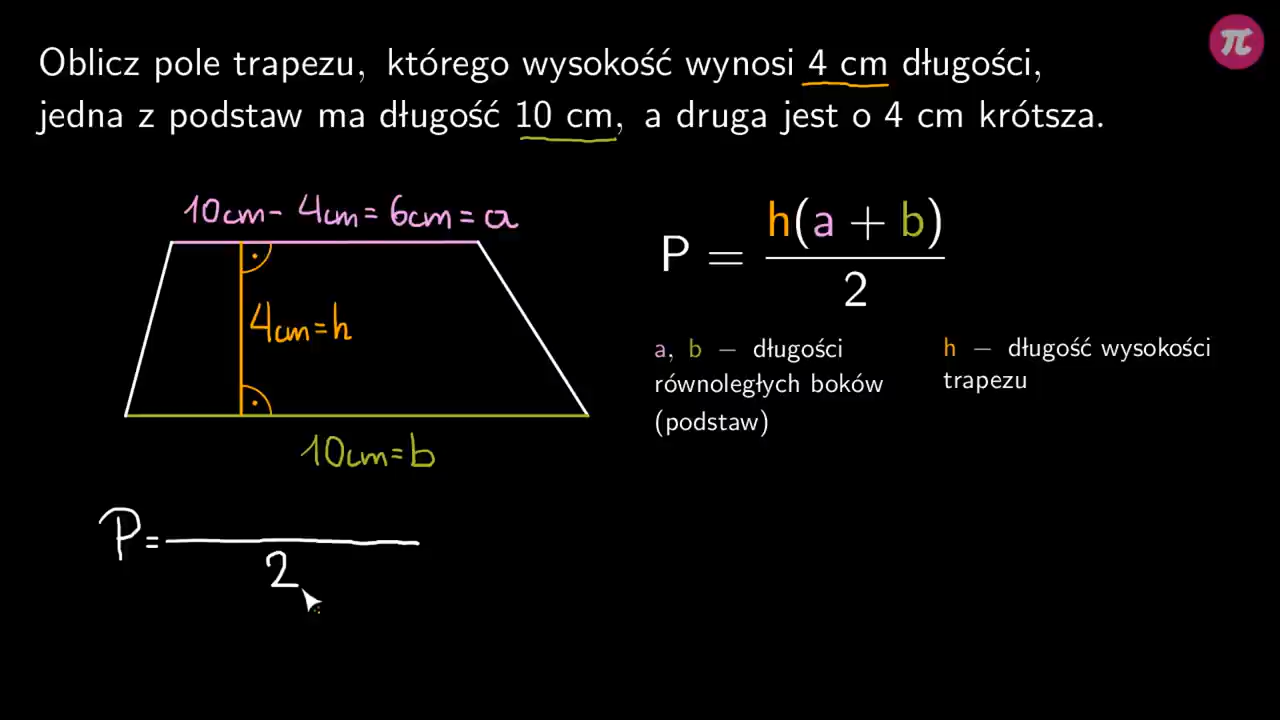 π
Oblicz pole trapezu, którego wysokość wynosi 4 cm długości,
jedna z podstaw ma długość 10 cm, a druga jest o 4 cm krótsza.
10cm- 4cm= 6cm= a
4cm=h
10cm=b
P = h(a + b)
2
a, b – długości
równoległych boków
(podstaw)
h – długość wysokości
trapezu
P=
2